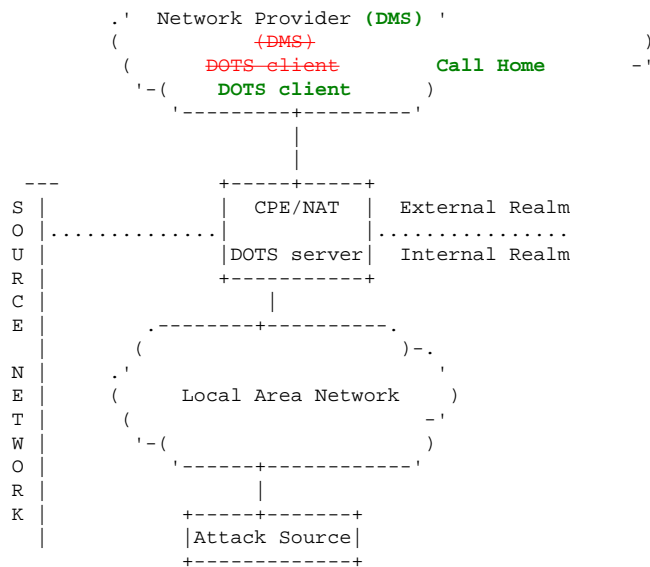 .' Network Provider (DMS) '
( (DMS) )
( DOTS client Call Home -'
'-( DOTS client )
'---------+---------'
|
|
--- +-----+-----+
S | | CPE/NAT | External Realm
O |..............| |................
U | |DOTS server| Internal Realm
R | +-----------+
C | |
E | .--------+----------.
| ( )-.
N | .' '
E | ( Local Area Network )
T | ( -'
W | '-( )
O | '------+------------'
R | |
K | +-----+-------+
| |Attack Source|
+-------------+